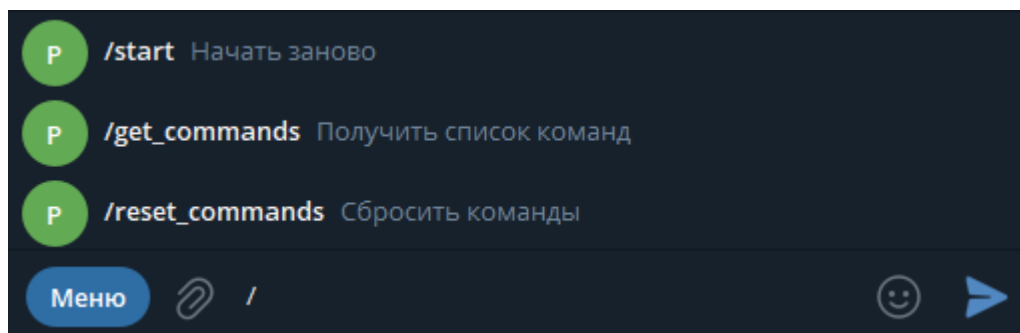 P /start Начать заново
P /get_commands Получить список команд
P /reset_commands Сбросить команды
Меню /